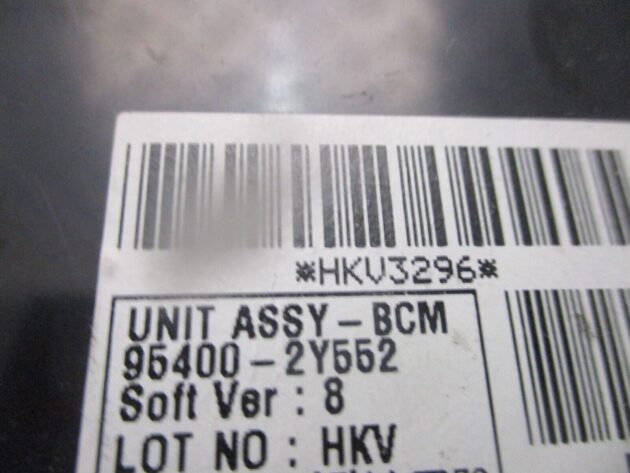 *HKV3296*
UNIT ASSY-BCM
95400-2Y552
Soft Ver : 8
LOT NO : HKV